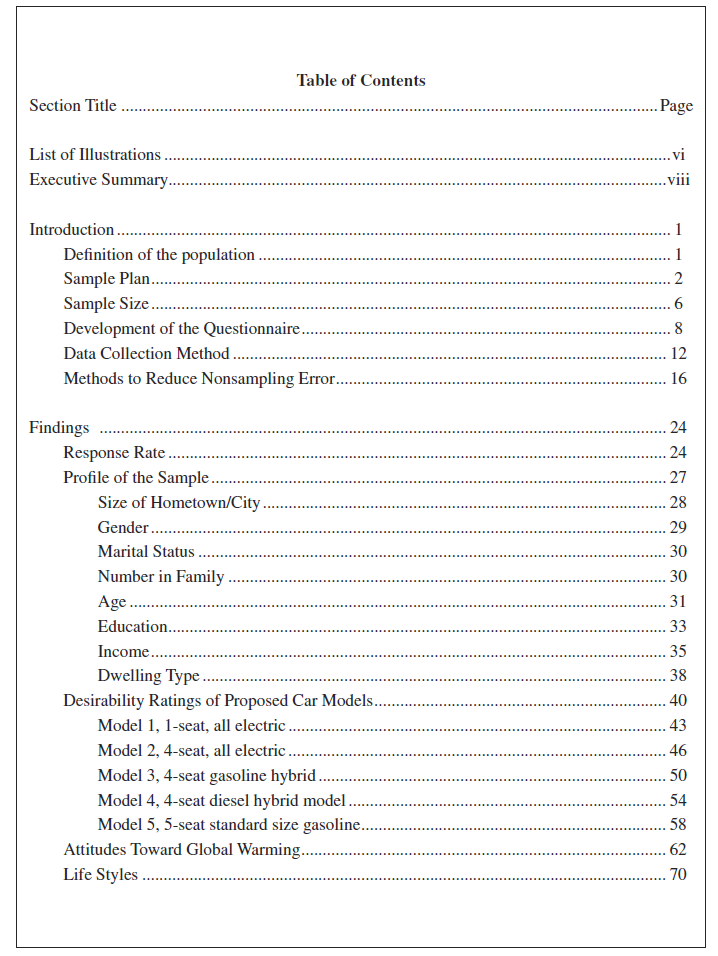 Table of Contents
Section Title ........ Page
List of Illustrations ........ vi
Executive Summary ........ viii
Introduction ........ 1
Definition of the population ........ 1
Sample Plan ........ 2
Sample Size ........ 6
Development of the Questionnaire ........ 8
Data Collection Method ........ 12
Methods to Reduce Nonsampling Error ........ 16
Findings ........ 24
Response Rate ........ 24
Profile of the Sample ........ 27
Size of Hometown/City ........ 28
Gender ........ 29
Marital Status ........ 30
Number in Family ........ 30
Age ........ 31
Education ........ 33
Income ........ 35
Dwelling Type ........ 38
Desirability Ratings of Proposed Car Models ........ 40
Model 1, 1-seat, all electric ........ 43
Model 2, 4-seat, all electric ........ 46
Model 3, 4-seat gasoline hybrid ........ 50
Model 4, 4-seat diesel hybrid model ........ 54
Model 5, 5-seat standard size gasoline ........ 58
Attitudes Toward Global Warming ........ 62
Life Styles ........ 70